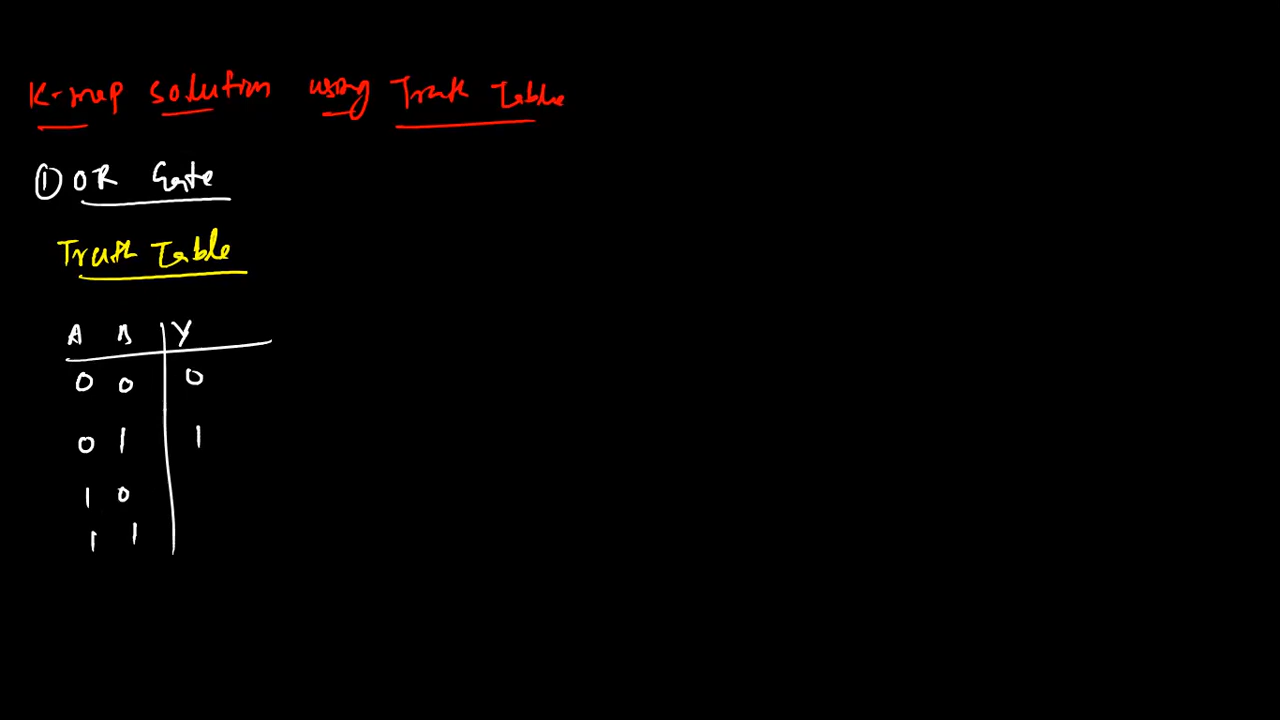 K-map solution using Truth Table
① OR Gate
Truth Table
A B Y
0 0 0
0 1 1
1 0
1 1